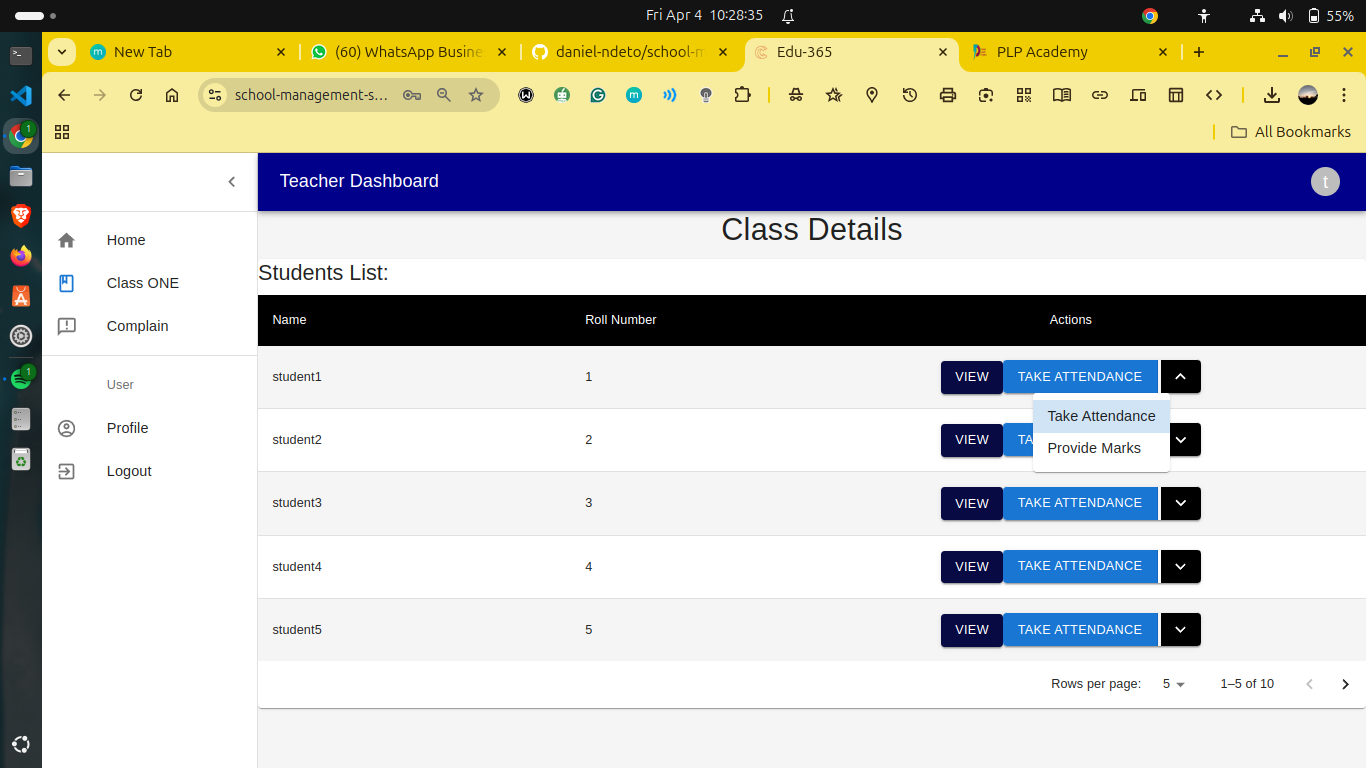 Fri Apr 4 10:28:35
55%
New Tab
(60) WhatsApp Busine
daniel-ndeto/school-m
Edu-365
PLP Academy
school-management-s...
All Bookmarks
Teacher Dashboard
t
Home
Class ONE
Complain
User
Profile
Logout
Class Details
Students List:
Name Roll Number Actions
student1 1 VIEW TAKE ATTENDANCE
Take Attendance
Provide Marks
student2 2 VIEW TA
student3 3 VIEW TAKE ATTENDANCE
student4 4 VIEW TAKE ATTENDANCE
student5 5 VIEW TAKE ATTENDANCE
Rows per page: 5 1–5 of 10
1
1